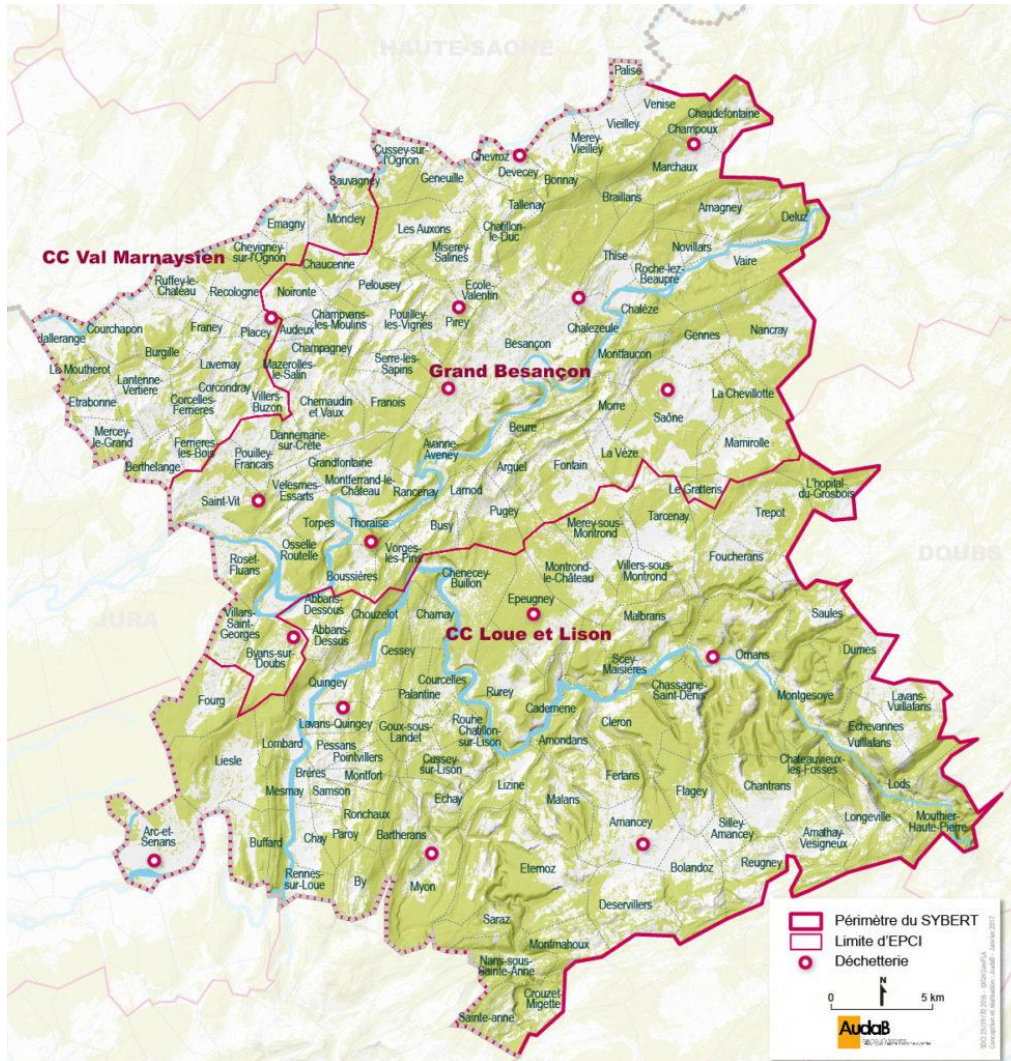 HAUTE-SAONE
Palise
Venise
Chaudefontaine
Vieilley
Champoux
Merey-
Vieilley
Cussey-sur-
l'Ognon
Chevroz
Devecey
Marchaux
Geneuille
Bonnay
Sauvagney
Braillans
Tallenay
Amagney
Moncley
Deluz
Emagny
Les Auxons
Chatillon-
le-Duc
Chevigney-
sur-l'Ognon
Miserey-
Salines
Novillars
CC Val Marnaysien
Thise
Vaire
Chaucenne
Roche-lez-
Beaupre
Ruffey-le-
Chateau
Recologne
Noironte
Pelousey
Ecole-
Valentin
Chalèze
Jallerange
Courchapon
Franey
Placey
Audeux
Champvans-
les-Moulins
Pouilley-
les-Vignes
Pirey
Chalezeule
Nancray
Gennes
Besançon
Burgille
Champagney
Montfaucon
Le Moutherot
Lavernay
Mazerolles-
le-Salin
Serre-les-
Sapins
Grand Besançon
Lantenne-
Vertiere
Corcondray
La Chevillotte
Etrabonne
Corcelles-
Ferrieres
Villers-
Buzon
Chemaudin
et Vaux
Franois
Morre
Saône
Mercey-
le-Grand
Beure
Ferrieres-
les-Bois
Dannemarie-
sur-Crète
Avanne-
Aveney
Mamirolle
Berthelange
Pouilley-
Francais
La Vèze
Grandfontaine
Arguel
Fontain
Velesmes-
Essarts
Montferrand-le-
Château
Rancenay
Larnod
Le Gratteris
L'hopital-
du-Grosbois
Saint-Vit
Pugey
Torpes
Thoraise
Busy
Merey-sous-
Montrond
Tarcenay
Trepot
Osselle
Routelle
Vorges-
les-Pins
Foucherans
DOUBS
Roset-
Fluans
Boussières
Chenecey-
Buillon
Montrond-
le-Château
Villers-sous-
Montrond
JURA
Abbans-
Dessous
Epeugney
Villars-
Saint-
Georges
Chouzelot
Charnay
Malbrans
Saules
Abbans-
Dessus
CC Loue et Lison
Byans-sur-
Doubs
Cessey
Durnes
Scey-
Maisières
Ornans
Quingey
Courcelles
Fourg
Palantine
Rurey
Chassagne-
Saint-Denis
Montgesoye
Lavans-
Vuillafans
Lavans-Quingey
Goux-sous-
Landet
Rouhe
Chatillon-
sur-Lison
Cademene
Cleron
Echevannes
Lombard
Pessans
Amondans
Vuillafans
Liesle
Pointvillers
Cussey-
sur-Lison
Chateauvieux-
les-Fosses
Brères
Montfort
Fertans
Lods
Mesmay
Samson
Echay
Lizine
Malans
Flagey
Chantrans
Ronchaux
Longeville
Mouthier-
Haute-Pierre
Arc-et-
Senans
Buffard
Chay
Paroy
Bartherans
Amancey
Silley-
Amancey
Amathay-
Vesigneux
Rennes-
sur-Loue
By
Myon
Eternoz
Bolandoz
Reugney
Deservillers
Saraz
Montmahoux
Nans-sous-
Sainte-Anne
Crouzet-
Migette
Sainte-anne
Périmètre du SYBERT
Limite d'EPCI
Déchetterie
N
0 5 km
AudaB